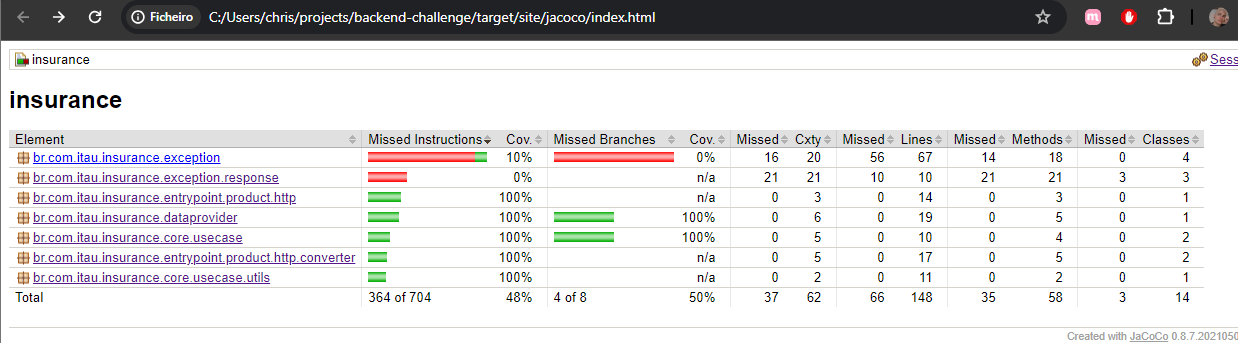 Ficheiro C:/Users/chris/projects/backend-challenge/target/site/jacoco/index.html
insurance
insurance
Element Missed Instructions Cov. Missed Branches Cov. Missed Cxty Missed Lines Missed Methods Missed Classes
br.com.itau.insurance.exception 10% 0% 16 20 56 67 14 18 0 4
br.com.itau.insurance.exception.response 0% n/a 21 21 10 10 21 21 3 3
br.com.itau.insurance.entrypoint.product.http 100% n/a 0 3 0 14 0 3 0 1
br.com.itau.insurance.dataprovider 100% 100% 0 6 0 19 0 5 0 1
br.com.itau.insurance.core.usecase 100% 100% 0 5 0 10 0 4 0 2
br.com.itau.insurance.entrypoint.product.http.converter 100% n/a 0 5 0 17 0 5 0 2
br.com.itau.insurance.core.usecase.utils 100% n/a 0 2 0 11 0 2 0 1
Total 364 of 704 48% 4 of 8 50% 37 62 66 148 35 58 3 14
Created with JaCoCo